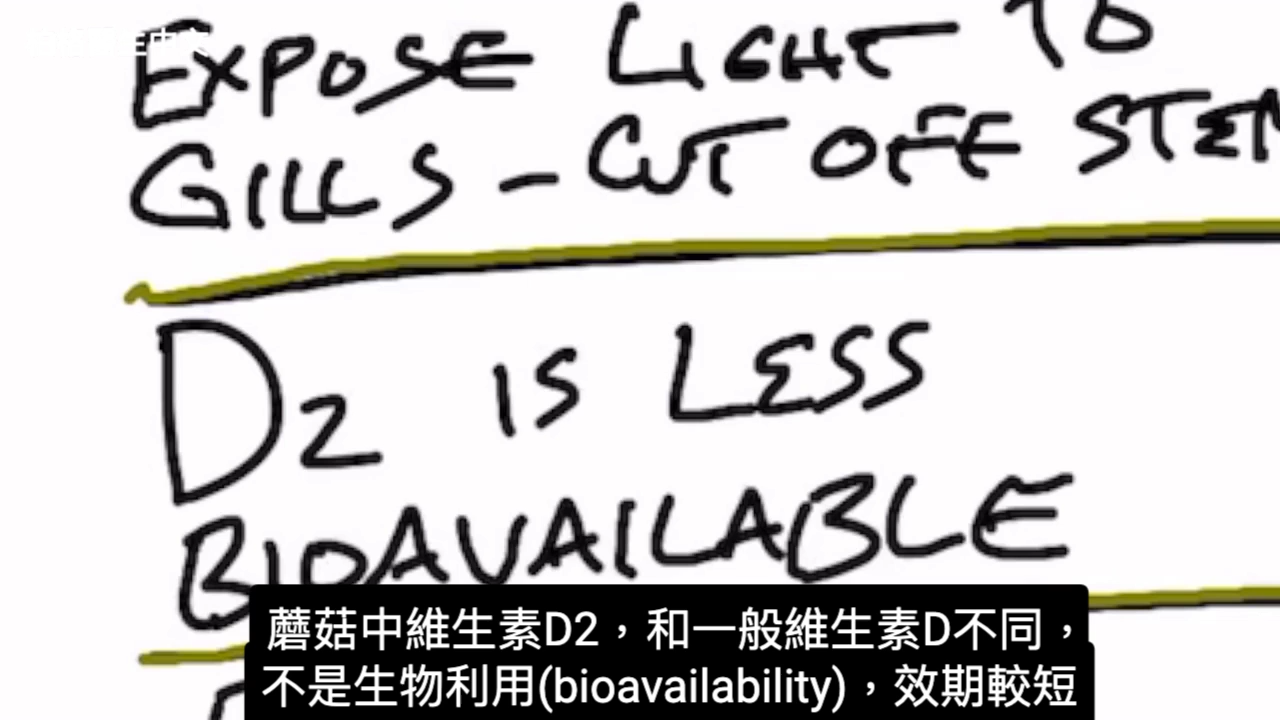 EXPOSE LIGHT TO
GILLS - CUT OFF STEM
D2 IS LESS
BIOAVAILABLE
蘑菇中維生素D2，和一般維生素D不同，
不是生物利用(bioavailability)，效期較短